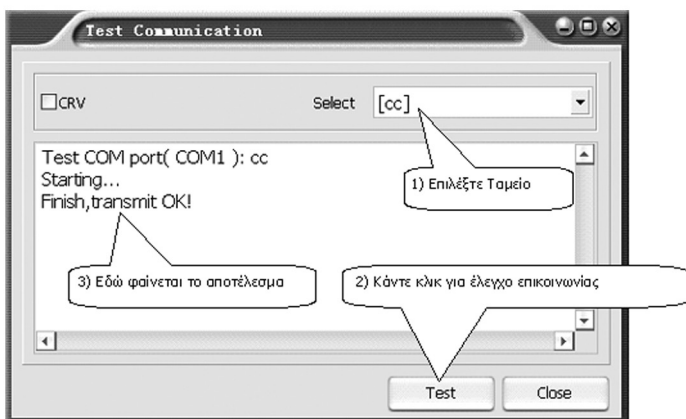 Test Communication
CRV
Select [cc]
Test COM port( COM1 ): cc
Starting...
Finish,transmit OK!
1) Επιλέξτε Ταμείο
3) Εδώ φαίνεται το αποτέλεσμα
2) Κάντε κλικ για έλεγχο επικοινωνίας
Test
Close